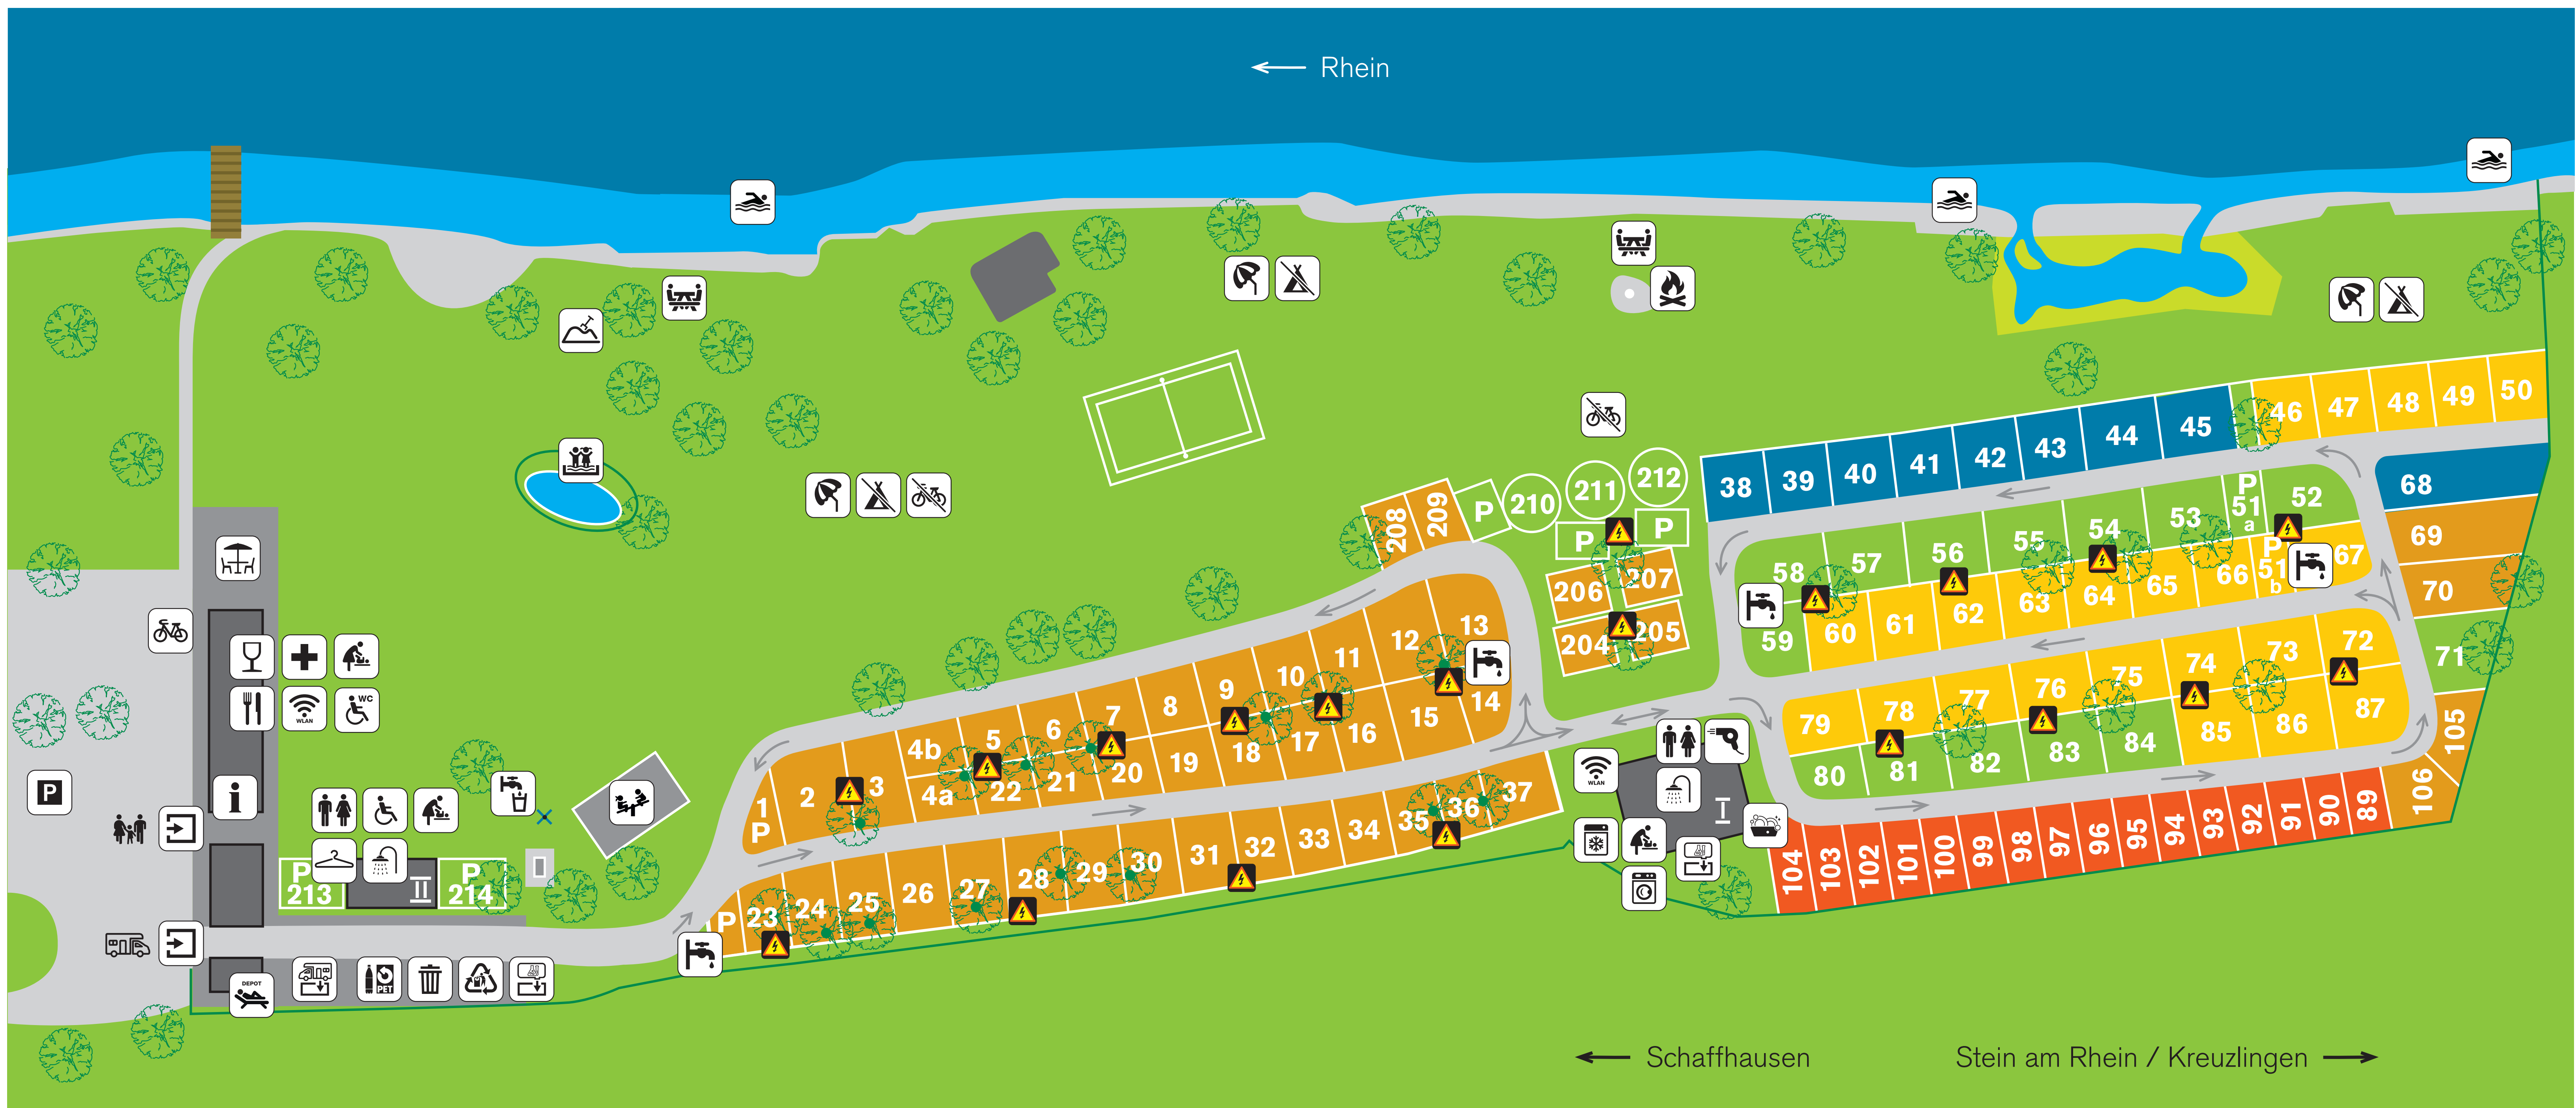 ← Rhein
46 47 48 49 50
38 39 40 41 42 43 44 45
68
208 209 P 210 211 212
P P
58 57 56 55 54 53 P 51 a 52
69
206 207
59 60 61 62 63 64 65 66 P 51 b 67
70
204 205
71
79 78 77 76 75 74 73 72
80 81 82 83 84 85 86 87
105
106
104 103 102 101 100 99 98 97 96 95 94 93 92 91 90 89
1 P 2 3 4b 5 6 7 8 9 10 11 12 13
4a 22 21 20 19 18 17 16 15 14
P 23 24 25 26 27 28 29 30 31 32 33 34 35 36 37
WLAN
WC
P
i
P 213
II
P 214
WLAN
I
DEPOT
PET
← Schaffhausen
Stein am Rhein / Kreuzlingen →